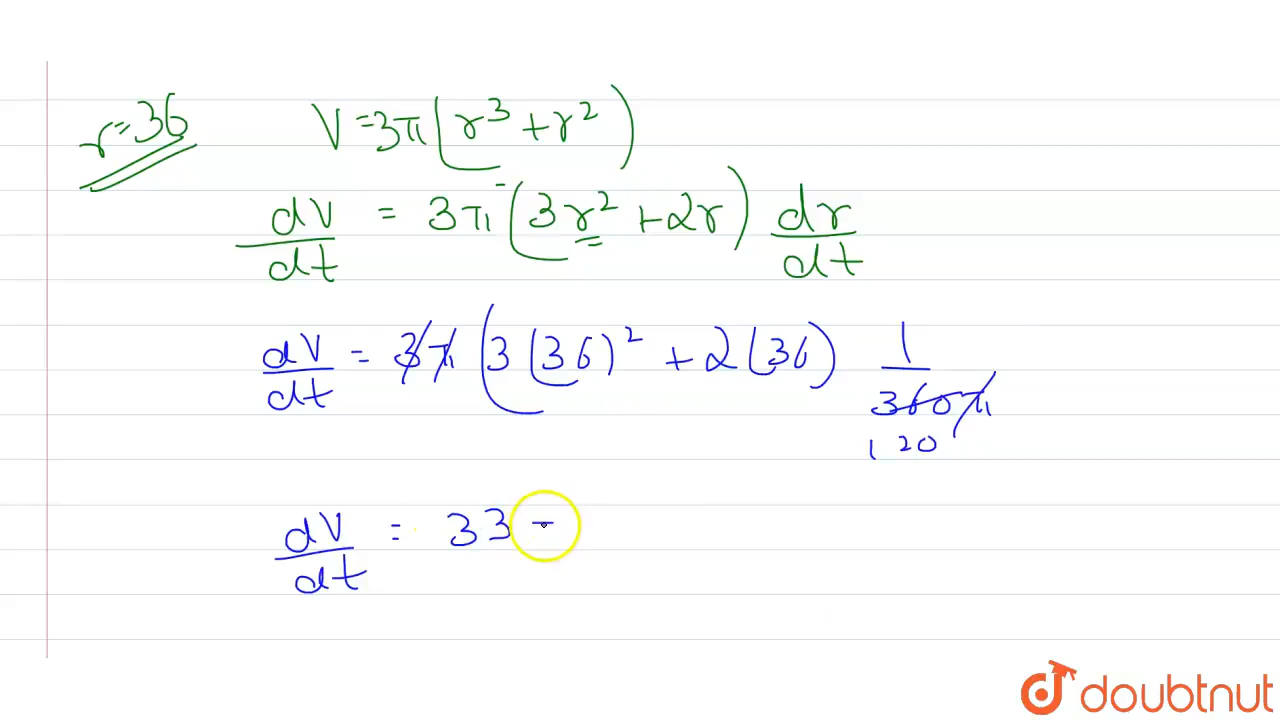 r=36
V=3π(r³+r²)
dV/dt = 3π(3r²+2r) dr/dt
dV/dt = 3π(3(36)²+2(36)) 1/360π
120
dV/dt = 33
doubtnut